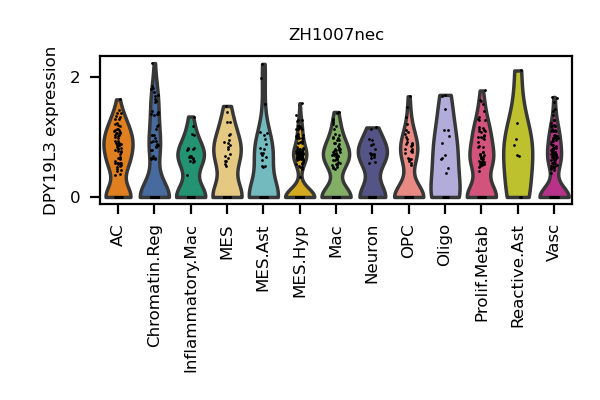 ZH1007nec
DPY19L3 expression
2
0
AC
Chromatin.Reg
Inflammatory.Mac
MES
MES.Ast
MES.Hyp
Mac
Neuron
OPC
Oligo
Prolif.Metab
Reactive.Ast
Vasc